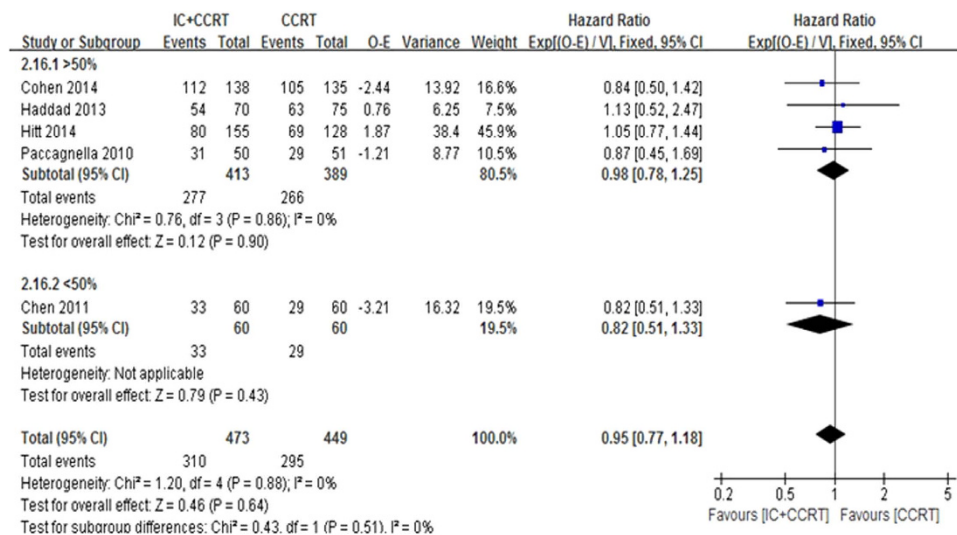 IC+CCRT CCRT Hazard Ratio Hazard Ratio
Study or Subgroup Events Total Events Total O-E Variance Weight Exp[(O-E) / V], Fixed, 95% CI Exp[(O-E) / V], Fixed, 95% CI
2.16.1 >50%
Cohen 2014 112 138 105 135 -2.44 13.92 16.6% 0.84 [0.50, 1.42]
Haddad 2013 54 70 63 75 0.76 6.25 7.5% 1.13 [0.52, 2.47]
Hitt 2014 80 155 69 128 1.87 38.4 45.9% 1.05 [0.77, 1.44]
Paccagnella 2010 31 50 29 51 -1.21 8.77 10.5% 0.87 [0.45, 1.69]
Subtotal (95% CI) 413 389 80.5% 0.98 [0.78, 1.25]
Total events 277 266
Heterogeneity: Chi² = 0.76, df = 3 (P = 0.86); I² = 0%
Test for overall effect: Z = 0.12 (P = 0.90)
2.16.2 <50%
Chen 2011 33 60 29 60 -3.21 16.32 19.5% 0.82 [0.51, 1.33]
Subtotal (95% CI) 60 60 19.5% 0.82 [0.51, 1.33]
Total events 33 29
Heterogeneity: Not applicable
Test for overall effect: Z = 0.79 (P = 0.43)
Total (95% CI) 473 449 100.0% 0.95 [0.77, 1.18]
Total events 310 295
Heterogeneity: Chi² = 1.20, df = 4 (P = 0.88); I² = 0%
Test for overall effect: Z = 0.46 (P = 0.64)
Test for subgroup differences: Chi² = 0.43, df = 1 (P = 0.51), I² = 0%
0.2 0.5 1 2 5
Favours [IC+CCRT] Favours [CCRT]